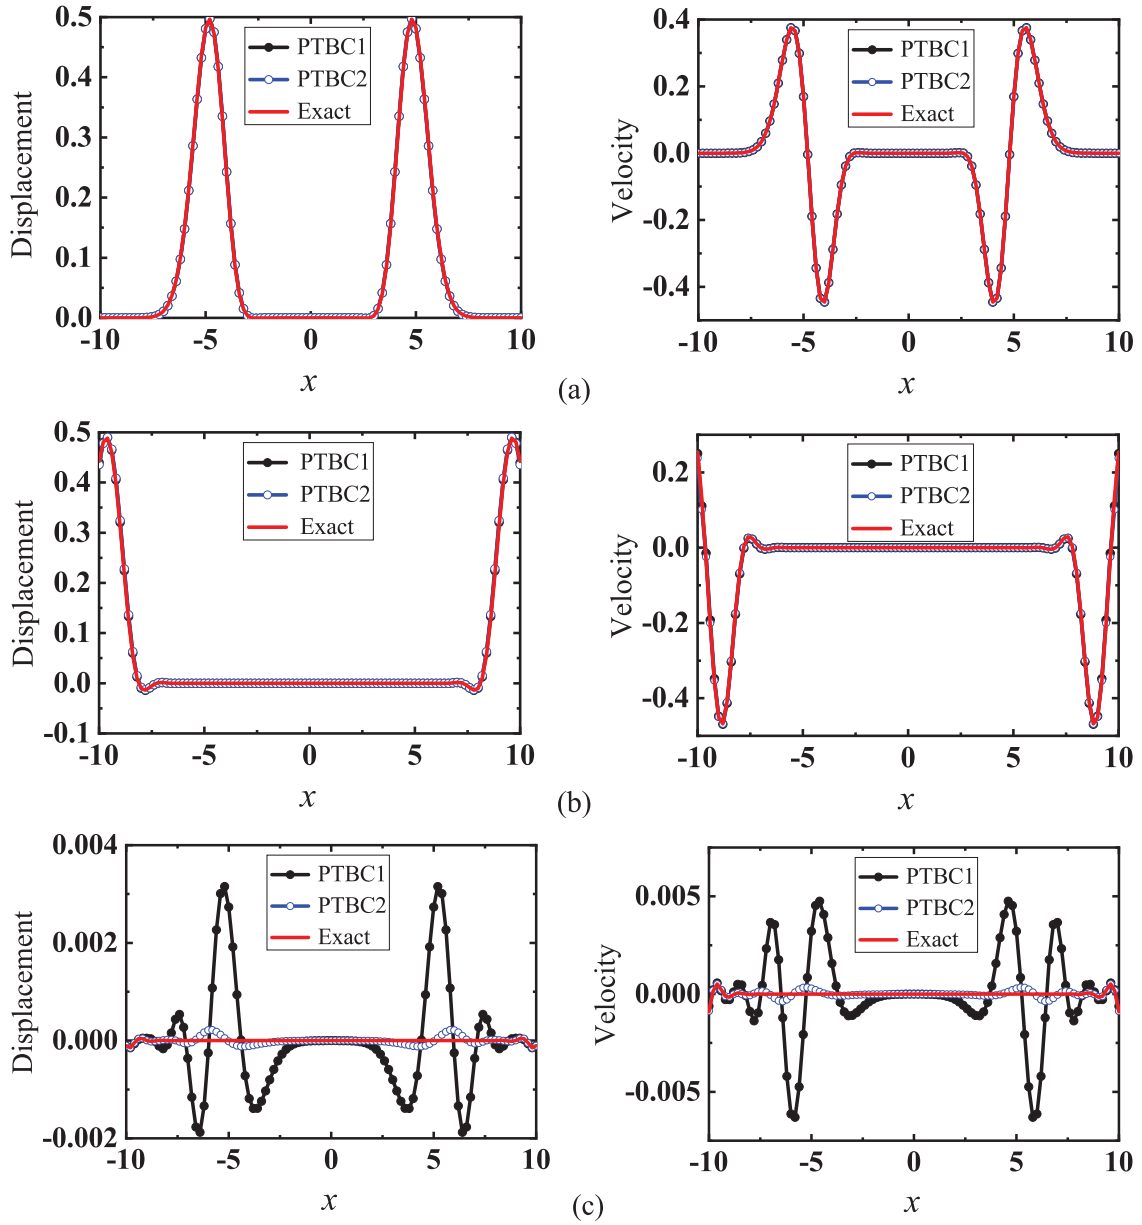 0.5
0.4
0.3
0.2
0.1
0.0
Displacement
PTBC1
PTBC2
Exact
-10
-5
0
5
10
x
0.4
0.2
0.0
-0.2
-0.4
Velocity
PTBC1
PTBC2
Exact
-10
-5
0
5
10
x
(a)
0.5
0.4
0.3
0.2
0.1
0.0
-0.1
Displacement
PTBC1
PTBC2
Exact
-10
-5
0
5
10
x
0.2
0.0
-0.2
-0.4
Velocity
PTBC1
PTBC2
Exact
-10
-5
0
5
10
x
(b)
0.004
0.002
0.000
-0.002
Displacement
PTBC1
PTBC2
Exact
-10
-5
0
5
10
x
0.005
0.000
-0.005
Velocity
PTBC1
PTBC2
Exact
-10
-5
0
5
10
x
(c)